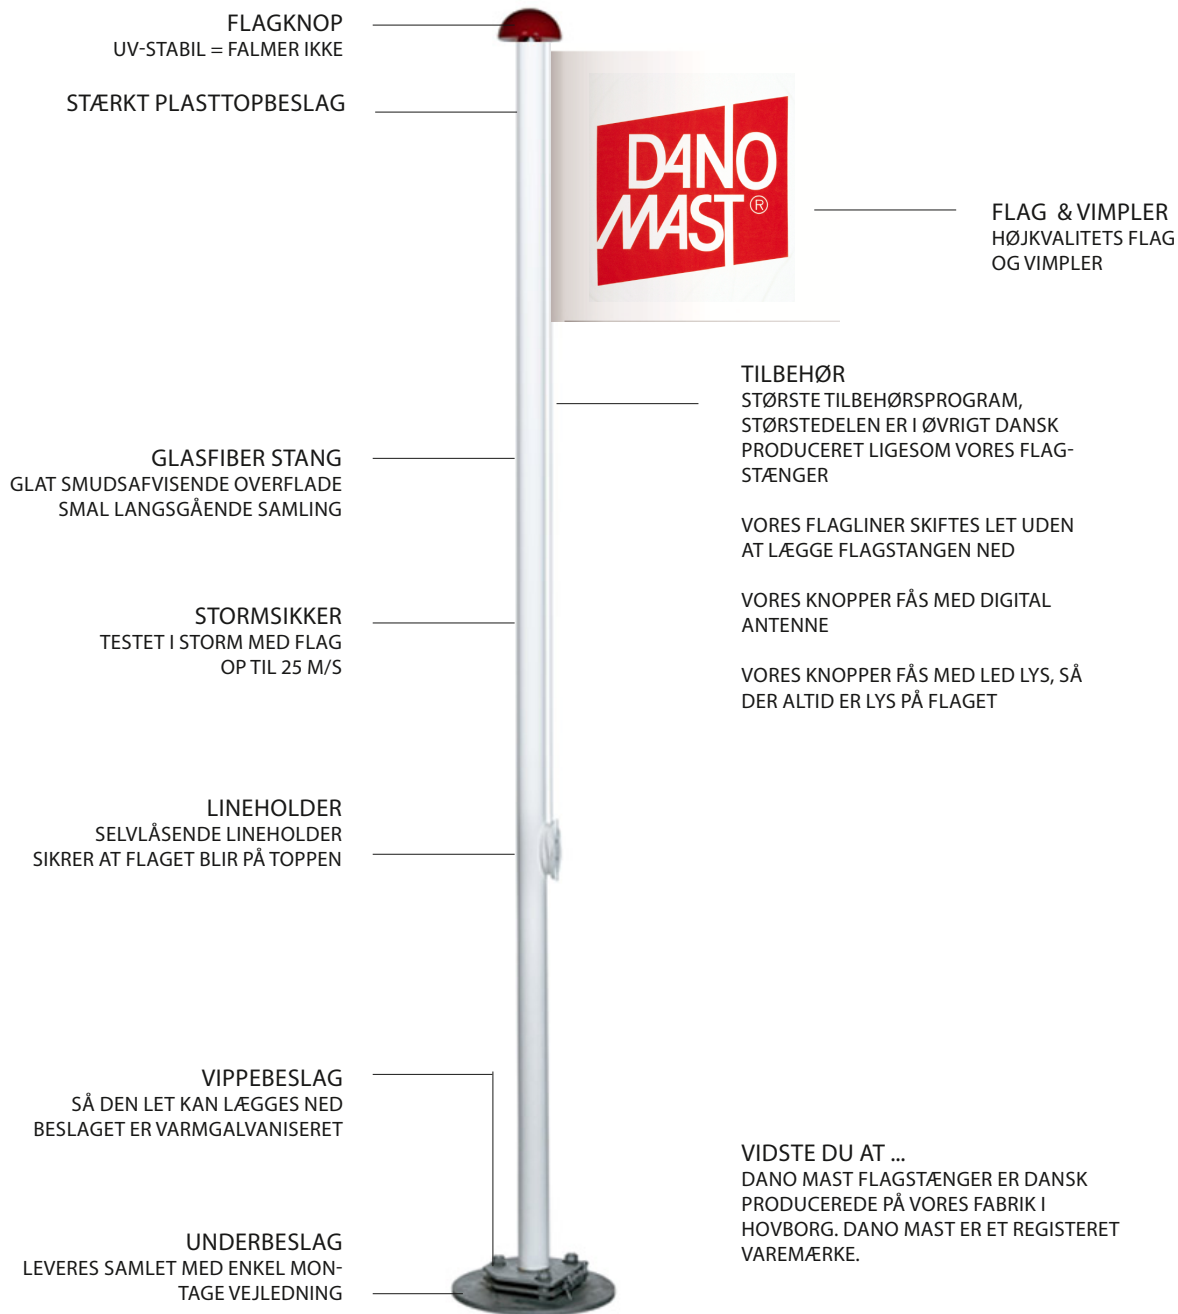 FLAGKNOP
UV-STABIL = FALMER IKKE
STÆRKT PLASTTOPBESLAG
DANO
MAST®
FLAG & VIMPLER
HØJKVALITETS FLAG
OG VIMPLER
TILBEHØR
STØRSTE TILBEHØRSPROGRAM,
STØRSTEDELEN ER I ØVRIGT DANSK
PRODUCERET LIGESOM VORES FLAG-
STÆNGER
VORES FLAGLINER SKIFTES LET UDEN
AT LÆGGE FLAGSTANGEN NED
VORES KNOPPER FÅS MED DIGITAL
ANTENNE
VORES KNOPPER FÅS MED LED LYS, SÅ
DER ALTID ER LYS PÅ FLAGET
GLASFIBER STANG
GLAT SMUDSAFVISENDE OVERFLADE
SMAL LANGSGÅENDE SAMLING
STORMSIKKER
TESTET I STORM MED FLAG
OP TIL 25 M/S
LINEHOLDER
SELVLÅSENDE LINEHOLDER
SIKRER AT FLAGET BLIR PÅ TOPPEN
VIPPEBESLAG
SÅ DEN LET KAN LÆGGES NED
BESLAGET ER VARMGALVANISERET
UNDERBESLAG
LEVERES SAMLET MED ENKEL MON-
TAGE VEJLEDNING
VIDSTE DU AT ...
DANO MAST FLAGSTÆNGER ER DANSK
PRODUCEREDE PÅ VORES FABRIK I
HOVBORG. DANO MAST ER ET REGISTERET
VAREMÆRKE.